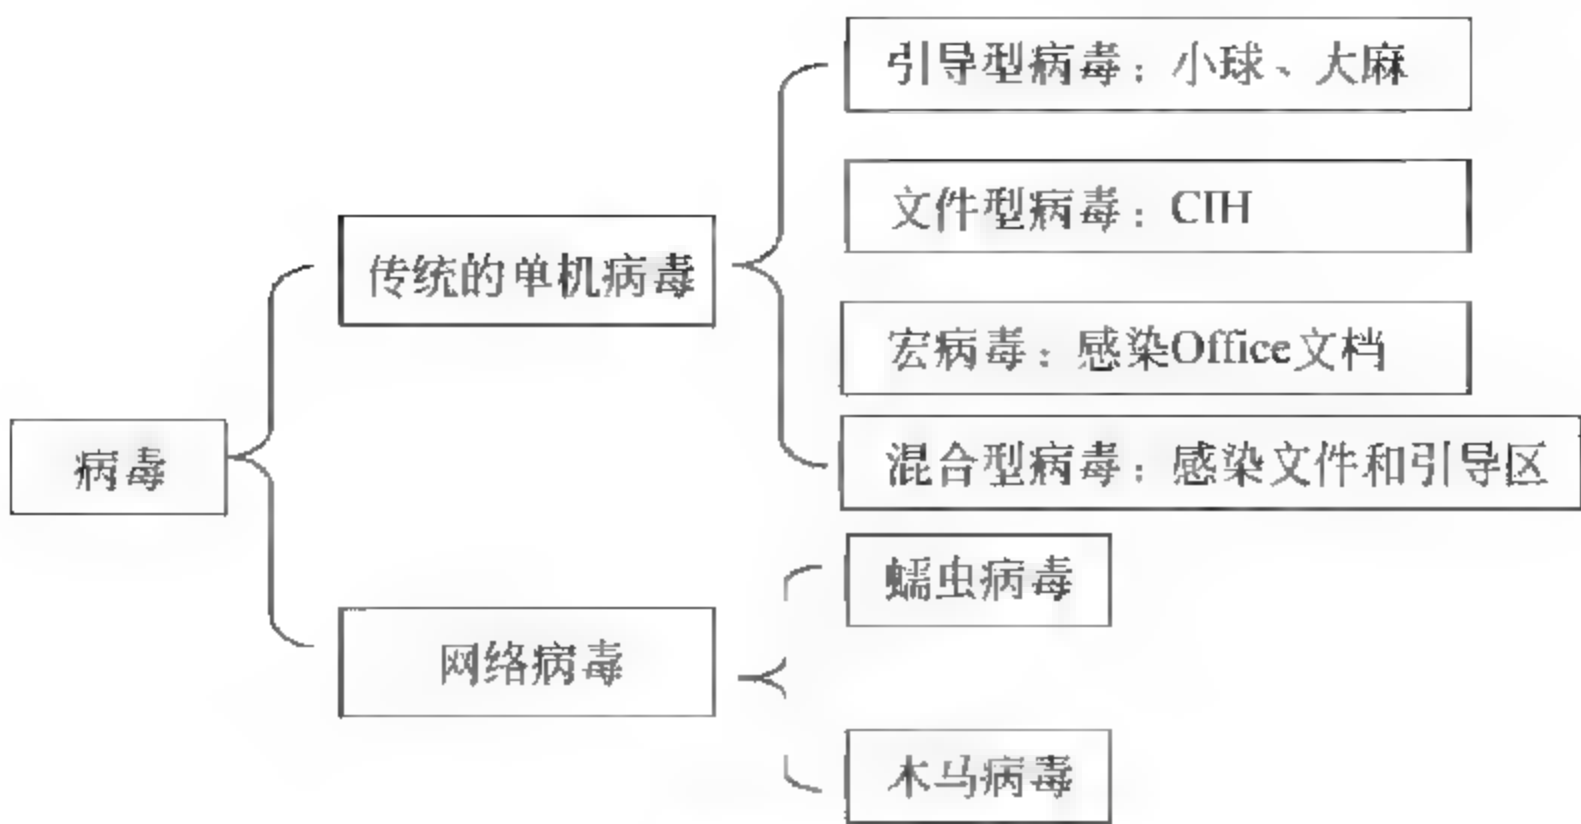 病毒
传统的单机病毒
引导型病毒：小球、大麻
文件型病毒：CIH
宏病毒：感染Office文档
混合型病毒：感染文件和引导区
网络病毒
蠕虫病毒
木马病毒